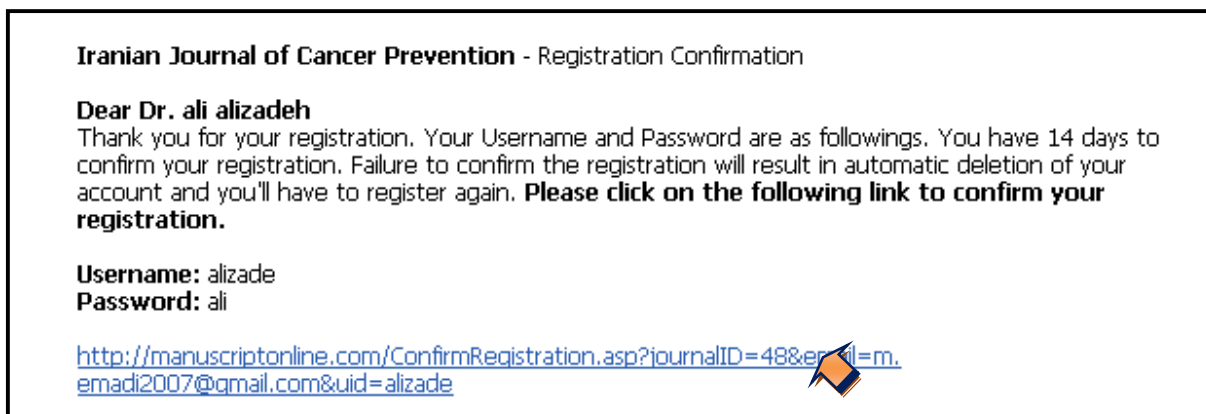 Iranian Journal of Cancer Prevention - Registration Confirmation
Dear Dr. ali alizadeh
Thank you for your registration. Your Username and Password are as followings. You have 14 days to
confirm your registration. Failure to confirm the registration will result in automatic deletion of your
account and you'll have to register again. Please click on the following link to confirm your
registration.
Username: alizade
Password: ali
http://manuscriptonline.com/ConfirmRegistration.asp?journalID=48&email=m.
emadi2007@gmail.com&uid=alizade